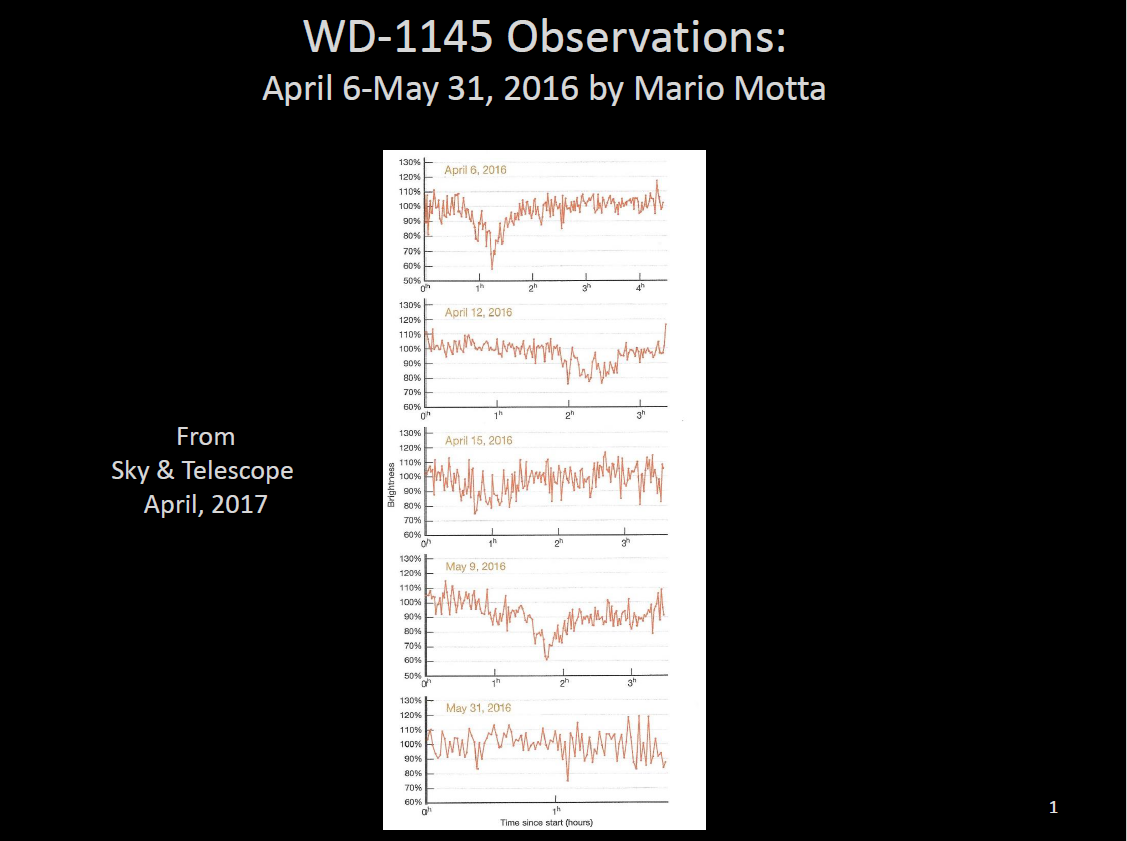 WD-1145 Observations:
April 6-May 31, 2016 by Mario Motta
From
Sky & Telescope
April, 2017
Brightness
April 6, 2016
130%
120%
110%
100%
90%
80%
70%
60%
50%
0h 1h 2h 3h 4h
April 12, 2016
130%
120%
110%
100%
90%
80%
70%
60%
0h 1h 2h 3h
April 15, 2016
130%
120%
110%
100%
90%
80%
70%
60%
0h 1h 2h 3h
May 9, 2016
130%
120%
110%
100%
90%
80%
70%
60%
50%
0h 1h 2h 3h
May 31, 2016
130%
120%
110%
100%
90%
80%
70%
60%
0h 1h
Time since start (hours)
1